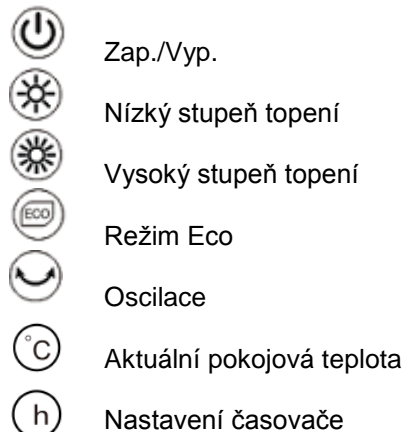 Zap./Vyp.
Nízký stupeň topení
Vysoký stupeň topení
ECO Režim Eco
Oscilace
°C Aktuální pokojová teplota
h Nastavení časovače